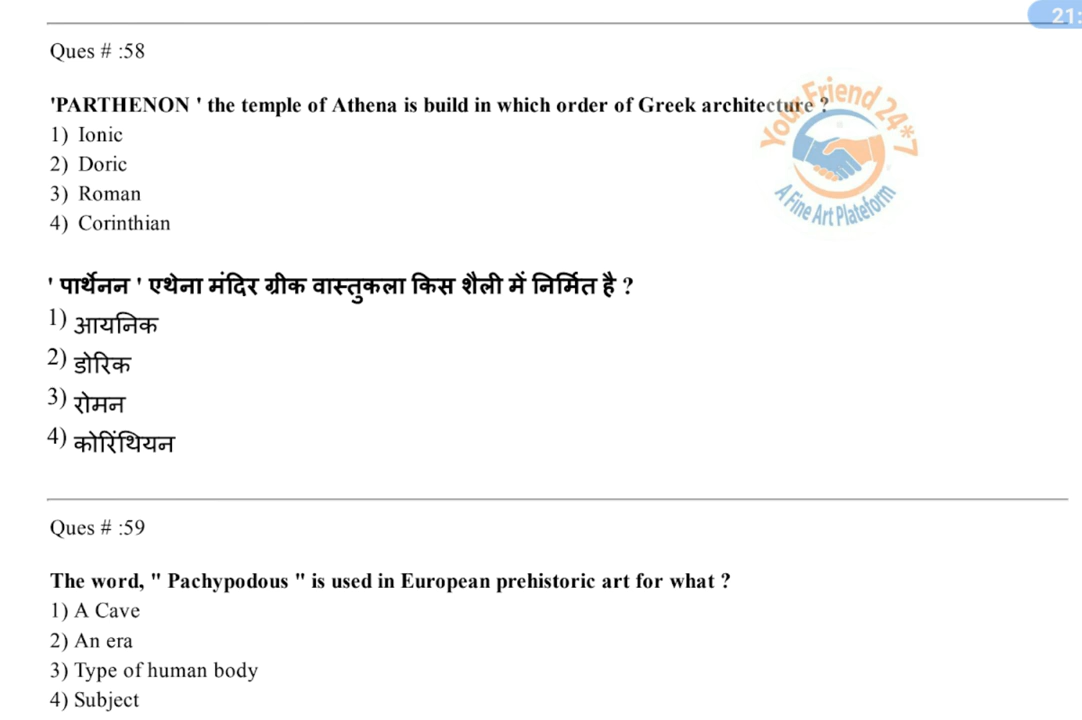 21:
Ques # :58
'PARTHENON ' the temple of Athena is build in which order of Greek architecture ?
1) Ionic
2) Doric
3) Roman
4) Corinthian
Your Friend 24*7
A Fine Art Plateform
' पार्थेनन ' एथेना मंदिर ग्रीक वास्तुकला किस शैली में निर्मित है ?
1) आयनिक
2) डोरिक
3) रोमन
4) कोरिंथियन
Ques # :59
The word, " Pachypodous " is used in European prehistoric art for what ?
1) A Cave
2) An era
3) Type of human body
4) Subject